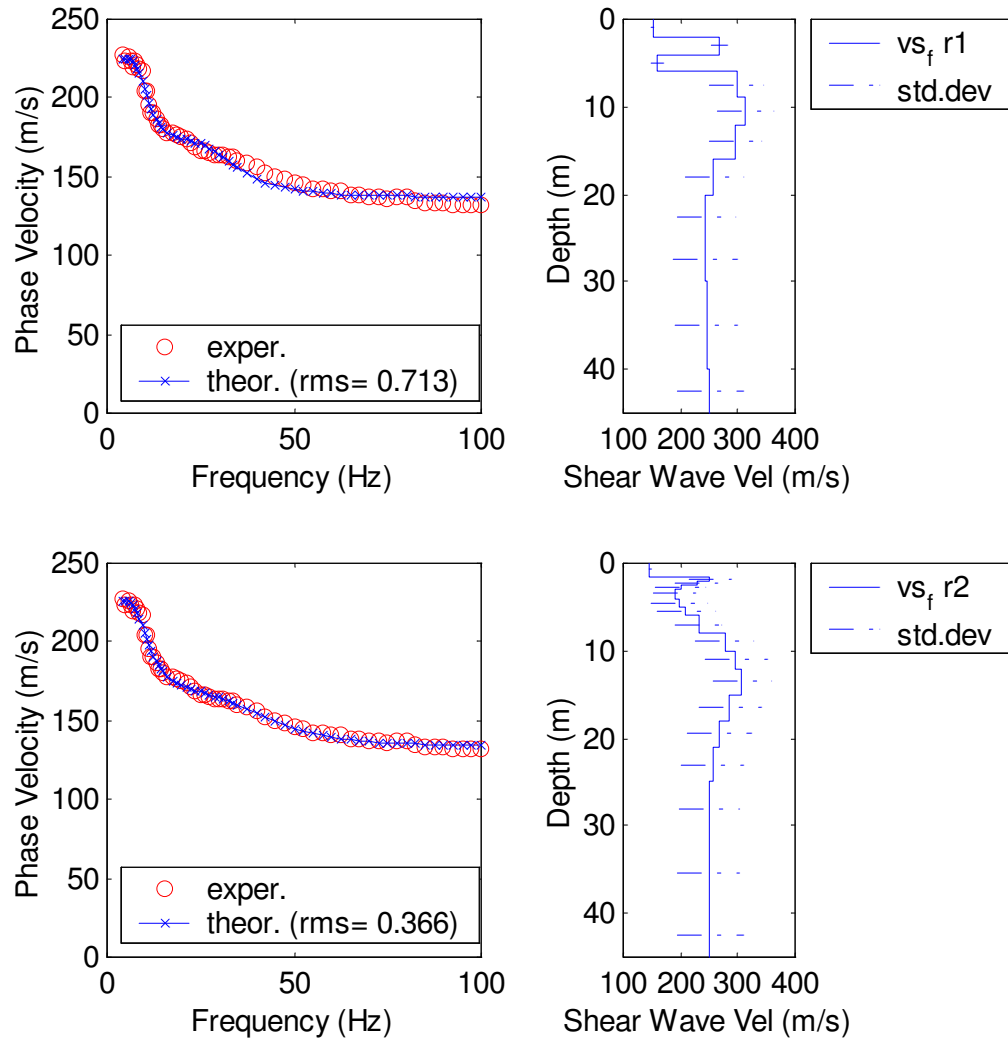 250
200
150
100
50
0
Phase Velocity (m/s)
exper.
theor. (rms= 0.713)
0
50
100
Frequency (Hz)
0
10
20
30
40
Depth (m)
100 200 300 400
Shear Wave Vel (m/s)
vsf r1
std.dev
250
200
150
100
50
0
Phase Velocity (m/s)
exper.
theor. (rms= 0.366)
0
50
100
Frequency (Hz)
0
10
20
30
40
Depth (m)
100 200 300 400
Shear Wave Vel (m/s)
vsf r2
std.dev